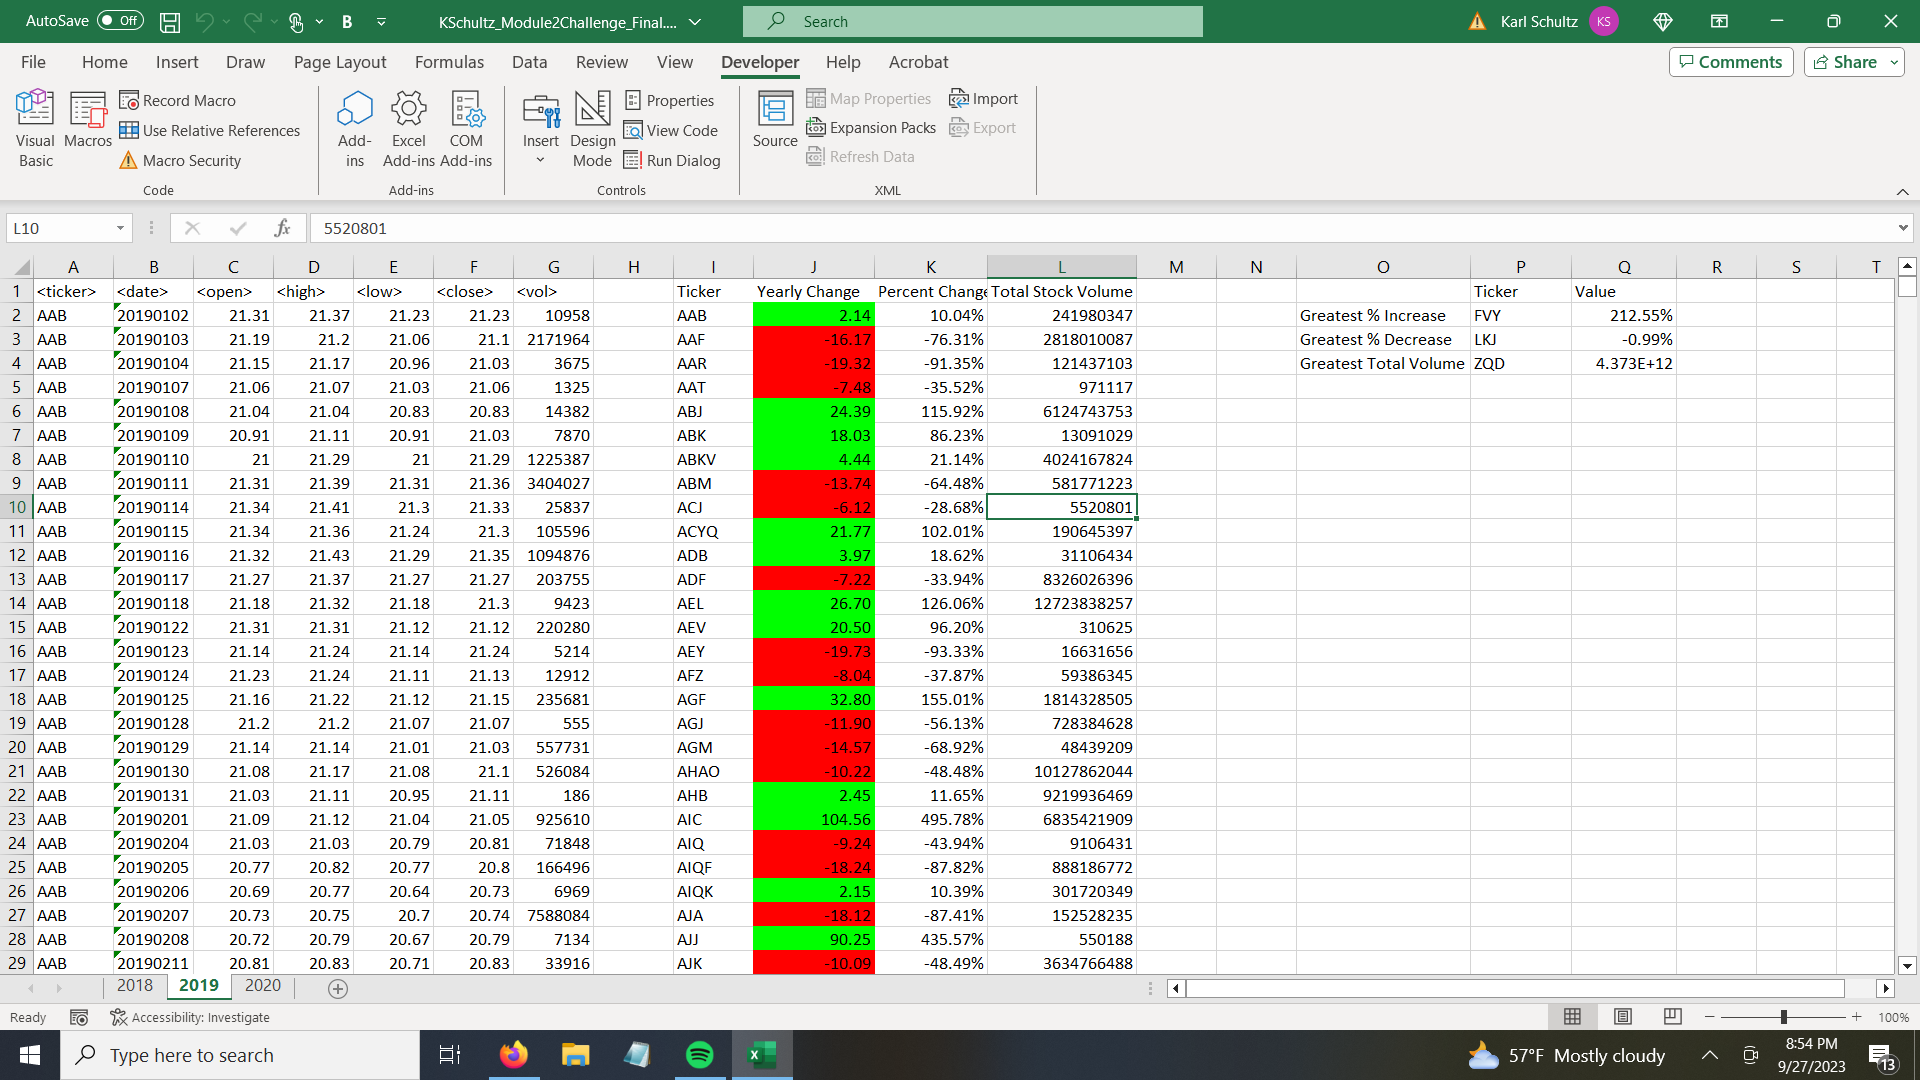 AutoSave Off B KSchultz_Module2Challenge_Final.... Search Karl Schultz KS
File Home Insert Draw Page Layout Formulas Data Review View Developer Help Acrobat Comments Share
Visual Basic
Macros
Record Macro
Use Relative References
Macro Security
Code
Add-ins
Excel Add-ins
COM Add-ins
Add-ins
Insert
Design Mode
Properties
View Code
Run Dialog
Controls
Source
Map Properties
Expansion Packs
Refresh Data
Import
Export
XML
L10 fx 5520801
A B C D E F G H I J K L M N O P Q R S T
1 <ticker> <date> <open> <high> <low> <close> <vol> Ticker Yearly Change Percent Change Total Stock Volume Ticker Value
2 AAB 20190102 21.31 21.37 21.23 21.23 10958 AAB 2.14 10.04% 241980347 Greatest % Increase FVY 212.55%
3 AAB 20190103 21.19 21.2 21.06 21.1 2171964 AAF -16.17 -76.31% 2818010087 Greatest % Decrease LKJ -0.99%
4 AAB 20190104 21.15 21.17 20.96 21.03 3675 AAR -19.32 -91.35% 121437103 Greatest Total Volume ZQD 4.373E+12
5 AAB 20190107 21.06 21.07 21.03 21.06 1325 AAT -7.48 -35.52% 971117
6 AAB 20190108 21.04 21.04 20.83 20.83 14382 ABJ 24.39 115.92% 6124743753
7 AAB 20190109 20.91 21.11 20.91 21.03 7870 ABK 18.03 86.23% 13091029
8 AAB 20190110 21 21.29 21 21.29 1225387 ABKV 4.44 21.14% 4024167824
9 AAB 20190111 21.31 21.39 21.31 21.36 3404027 ABM -13.74 -64.48% 581771223
10 AAB 20190114 21.34 21.41 21.3 21.33 25837 ACJ -6.12 -28.68% 5520801
11 AAB 20190115 21.34 21.36 21.24 21.3 105596 ACYQ 21.77 102.01% 190645397
12 AAB 20190116 21.32 21.43 21.29 21.35 1094876 ADB 3.97 18.62% 31106434
13 AAB 20190117 21.27 21.37 21.27 21.27 203755 ADF -7.22 -33.94% 8326026396
14 AAB 20190118 21.18 21.32 21.18 21.3 9423 AEL 26.70 126.06% 12723838257
15 AAB 20190122 21.31 21.31 21.12 21.12 220280 AEV 20.50 96.20% 310625
16 AAB 20190123 21.14 21.24 21.14 21.24 5214 AEY -19.73 -93.33% 16631656
17 AAB 20190124 21.23 21.24 21.11 21.13 12912 AFZ -8.04 -37.87% 59386345
18 AAB 20190125 21.16 21.22 21.12 21.15 235681 AGF 32.80 155.01% 1814328505
19 AAB 20190128 21.2 21.2 21.07 21.07 555 AGJ -11.90 -56.13% 728384628
20 AAB 20190129 21.14 21.14 21.01 21.03 557731 AGM -14.57 -68.92% 48439209
21 AAB 20190130 21.08 21.17 21.08 21.1 526084 AHAO -10.22 -48.48% 10127862044
22 AAB 20190131 21.03 21.11 20.95 21.11 186 AHB 2.45 11.65% 9219936469
23 AAB 20190201 21.09 21.12 21.04 21.05 925610 AIC 104.56 495.78% 6835421909
24 AAB 20190204 21.03 21.03 20.79 20.81 71848 AIQ -9.24 -43.94% 9106431
25 AAB 20190205 20.77 20.82 20.77 20.8 166496 AIQF -18.24 -87.82% 888186772
26 AAB 20190206 20.69 20.77 20.64 20.73 6969 AIQK 2.15 10.39% 301720349
27 AAB 20190207 20.73 20.75 20.7 20.74 7588084 AJA -18.12 -87.41% 152528235
28 AAB 20190208 20.72 20.79 20.67 20.79 7134 AJJ 90.25 435.57% 550188
29 AAB 20190211 20.81 20.83 20.71 20.83 33916 AJK -10.09 -48.49% 3634766488
2018 2019 2020
Ready Accessibility: Investigate 100%
Type here to search 57°F Mostly cloudy 8:54 PM
9/27/2023 13